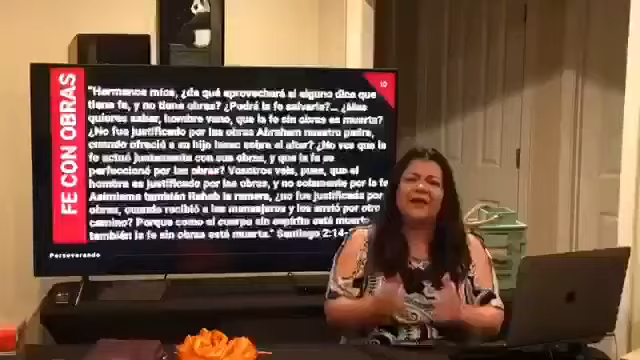 10
FE CON OBRAS
"Hermanos míos, ¿de qué aprovechará si alguno dice que
tiene fe, y no tiene obras? ¿Podrá la fe salvarle?... ¿Mas
quieres saber, hombre vano, que la fe sin obras es muerta?
¿No fue justificado por las obras Abraham nuestro padre,
cuando ofreció a su hijo Isaac sobre el altar? ¿No ves que la
fe actuó juntamente con sus obras, y que la fe se
perfeccionó por las obras? Vosotros veis, pues, que el
hombre es justificado por las obras, y no solamente por la fe
Asimismo también Rahab la ramera, ¿no fue justificada por
obras, cuando recibió a los mensajeros y los envió por otro
camino? Porque como el cuerpo sin espíritu está muerto
también la fe sin obras está muerta." Santiago 2:14-
Perseverando